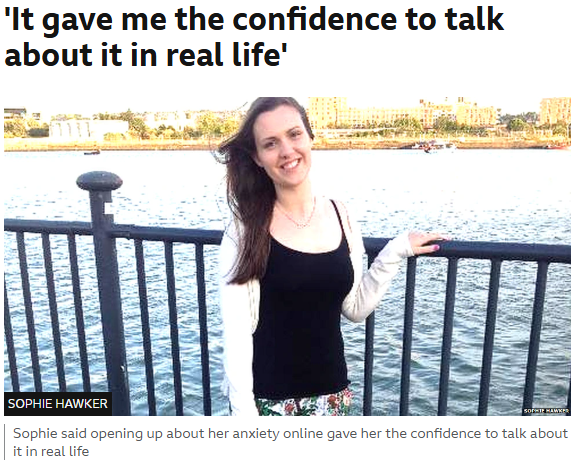 'It gave me the confidence to talk
about it in real life'
SOPHIE HAWKER
SOPHIE HAWKER
Sophie said opening up about her anxiety online gave her the confidence to talk about
it in real life